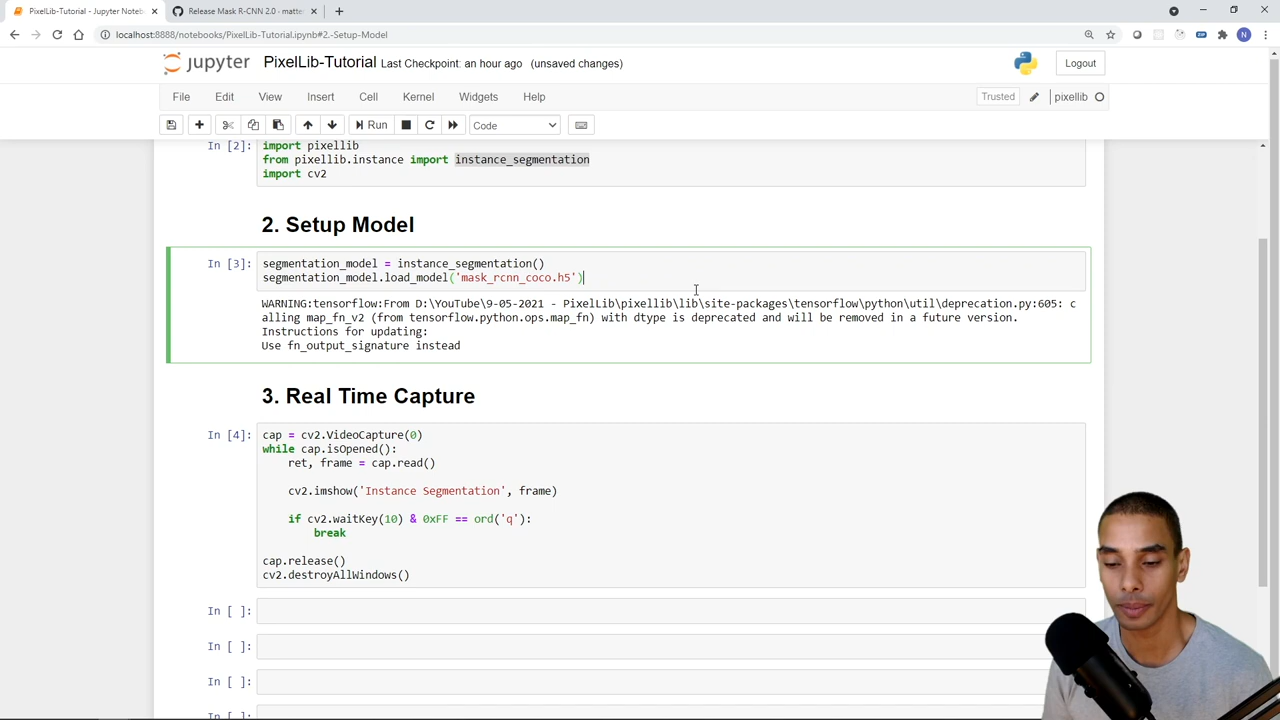 PixelLib-Tutorial - Jupyter Noteb
Release Mask R-CNN 2.0 · matter
localhost:8888/notebooks/PixelLib-Tutorial.ipynb#2.-Setup-Model
N
jupyter PixelLib-Tutorial Last Checkpoint: an hour ago (unsaved changes)
Logout
File Edit View Insert Cell Kernel Widgets Help
Trusted pixellib
Run Code
In [2]: import pixellib
from pixellib.instance import instance_segmentation
import cv2
2. Setup Model
In [3]: segmentation_model = instance_segmentation()
segmentation_model.load_model('mask_rcnn_coco.h5')
WARNING:tensorflow:From D:\YouTube\9-05-2021 - PixelLib\pixellib\lib\site-packages\tensorflow\python\util\deprecation.py:605: c
alling map_fn_v2 (from tensorflow.python.ops.map_fn) with dtype is deprecated and will be removed in a future version.
Instructions for updating:
Use fn_output_signature instead
3. Real Time Capture
In [4]: cap = cv2.VideoCapture(0)
while cap.isOpened():
ret, frame = cap.read()
cv2.imshow('Instance Segmentation', frame)
if cv2.waitKey(10) & 0xFF == ord('q'):
break
cap.release()
cv2.destroyAllWindows()
In [ ]:
In [ ]:
In [ ]: